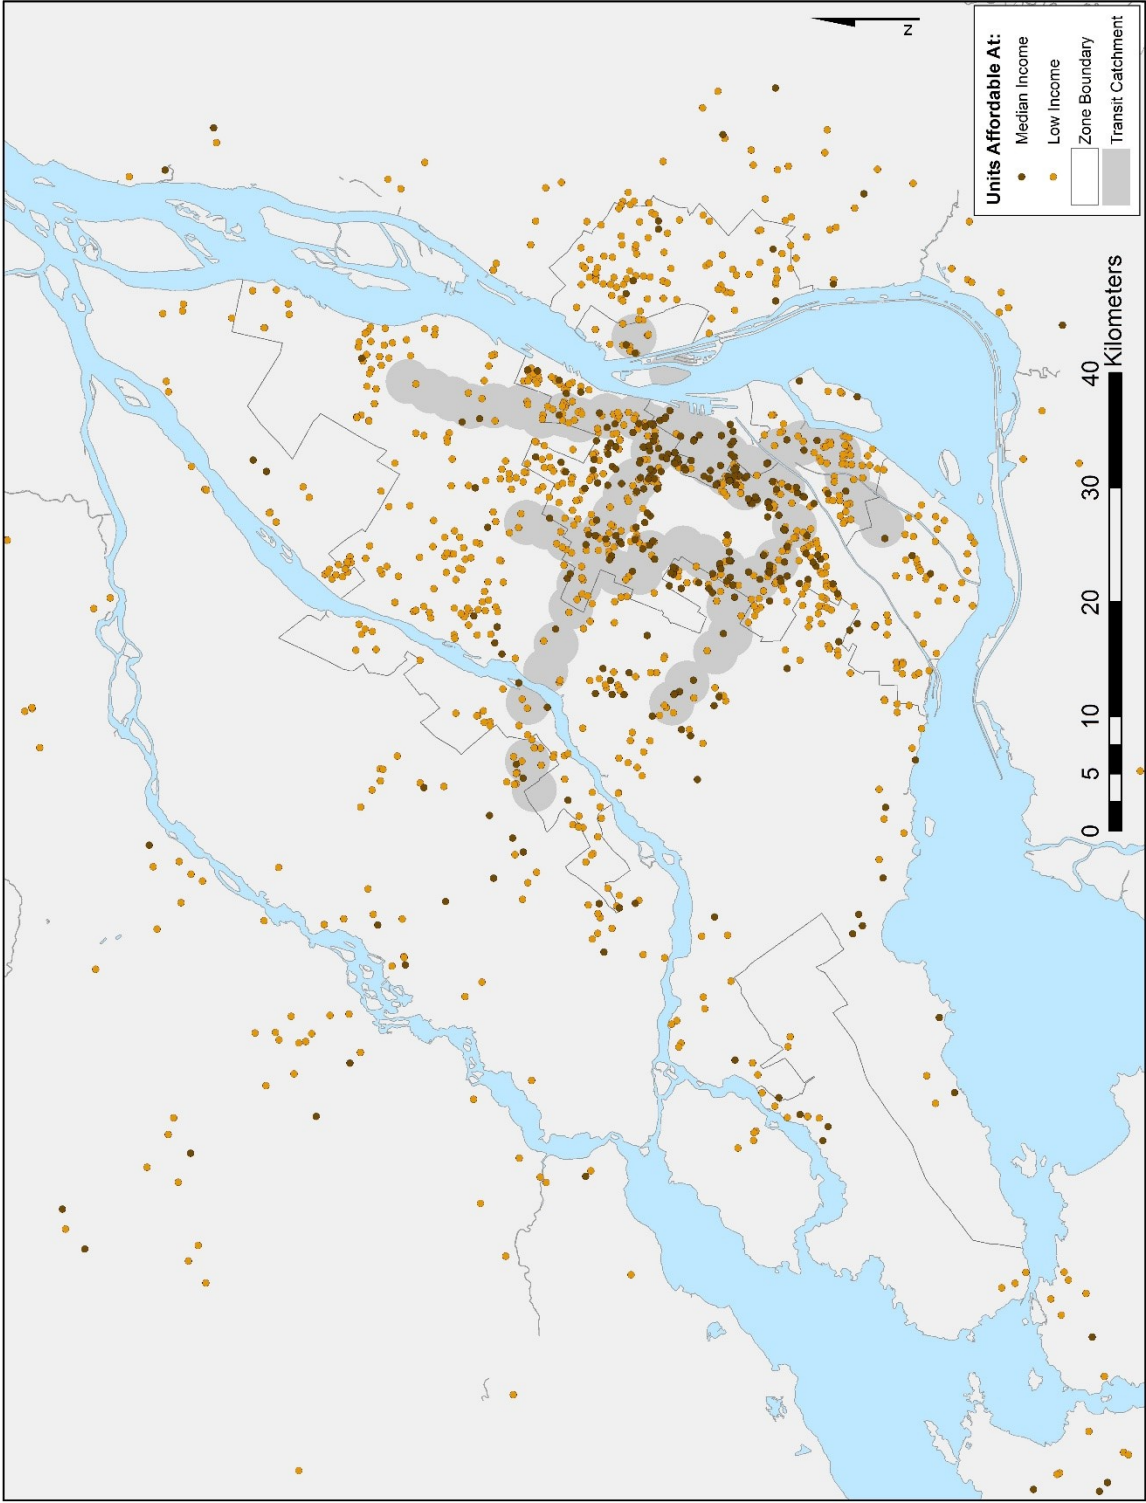 N
Units Affordable At:
Median Income
Low Income
Zone Boundary
Transit Catchment
0 5 10 20 30 40
Kilometers